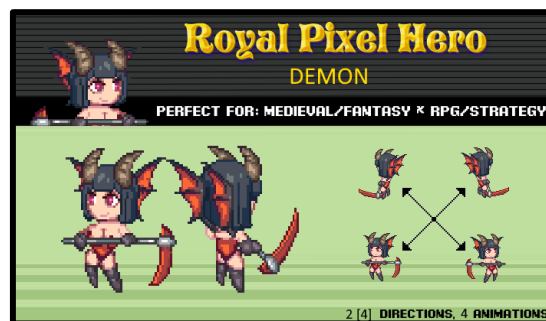 Royal Pixel Hero
DEMON
PERFECT FOR: MEDIEVAL/FANTASY * RPG/STRATEGY
2 [4] DIRECTIONS, 4 ANIMATIONS